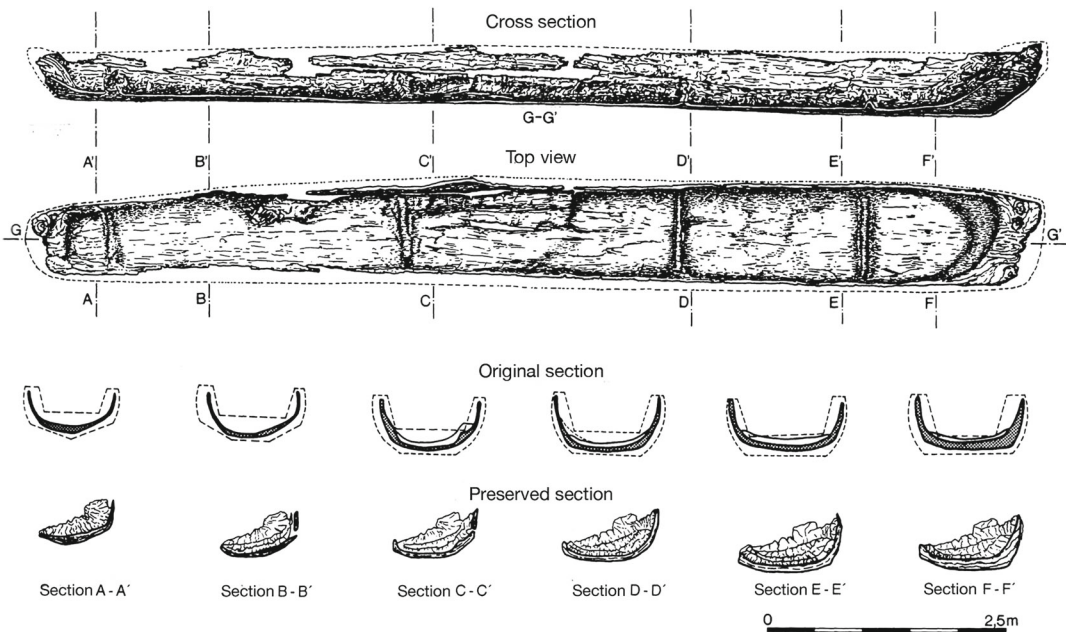 Cross section
G-G'
A' B' C' Top view D' E' F'
G G'
A B C D E F
Original section
Preserved section
Section A - A´ Section B - B´ Section C - C´ Section D - D´ Section E - E´ Section F - F´
0 2,5m